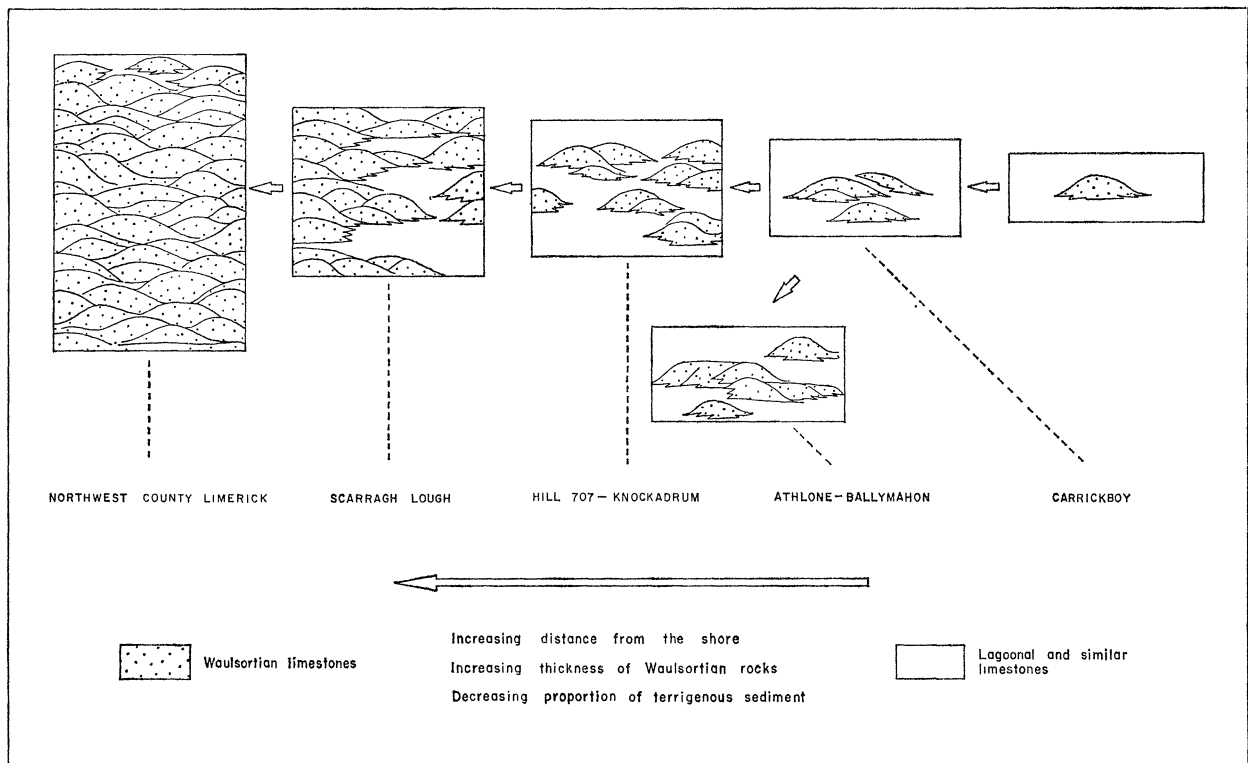 NORTHWEST COUNTY LIMERICK
SCARRAGH LOUGH
HILL 707 — KNOCKADRUM
ATHLONE — BALLYMAHON
CARRICKBOY
Waulsortian limestones
Increasing distance from the shore
Increasing thickness of Waulsortian rocks
Decreasing proportion of terrigenous sediment
Lagoonal and similar
limestones